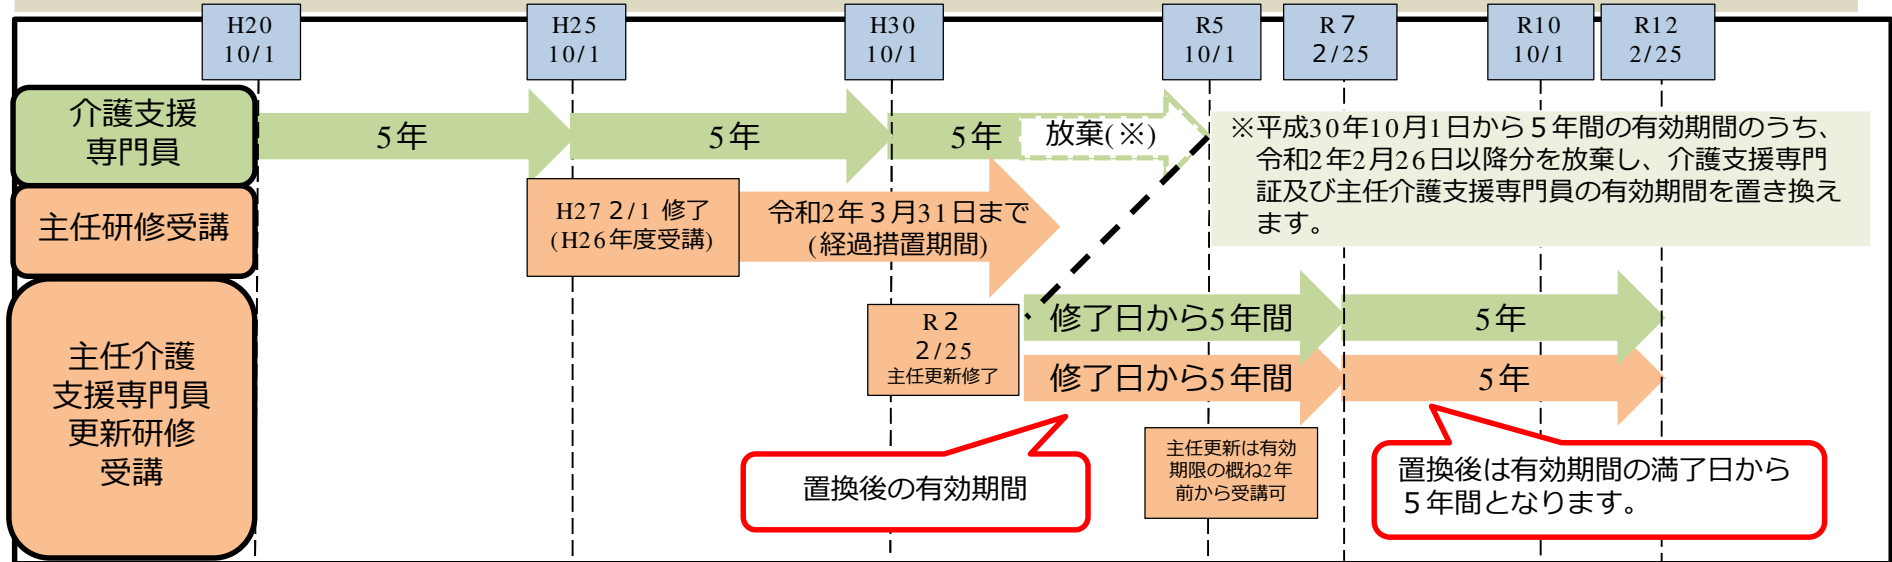 H20
10/1
H25
10/1
H30
10/1
R5
10/1
R７
２/25
R10
10/1
R12
2/25
介護支援
専門員
5年
5年
5年
放棄(※)
※平成30年10月1日から５年間の有効期間のうち、
令和2年2月26日以降分を放棄し、介護支援専門
証及び主任介護支援専門員の有効期間を置き換え
ます。
主任研修受講
H27 2/1 修了
(H26年度受講)
令和2年３月31日まで
(経過措置期間)
主任介護
支援専門員
更新研修
受講
R２
２/25
主任更新修了
修了日から5年間
5年
修了日から5年間
5年
置換後の有効期間
主任更新は有効
期限の概ね2年
前から受講可
置換後は有効期間の満了日から
５年間となります。